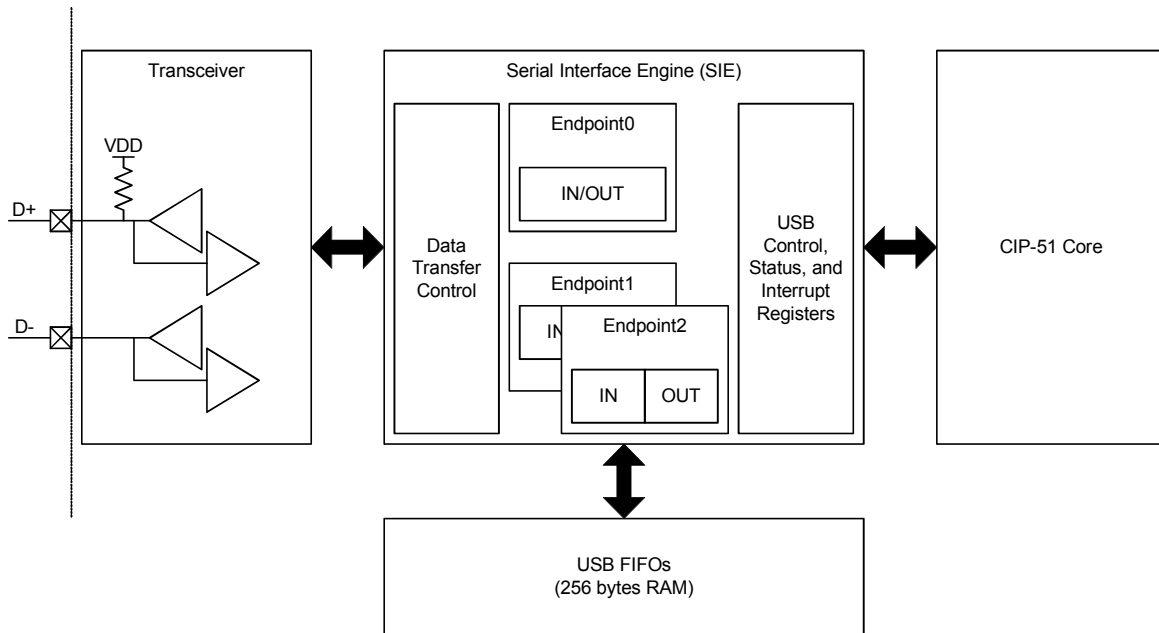 Transceiver
VDD
D+
D-
Serial Interface Engine (SIE)
Data
Transfer
Control
Endpoint0
IN/OUT
Endpoint1
IN
Endpoint2
IN
OUT
USB
Control,
Status, and
Interrupt
Registers
CIP-51 Core
USB FIFOs
(256 bytes RAM)